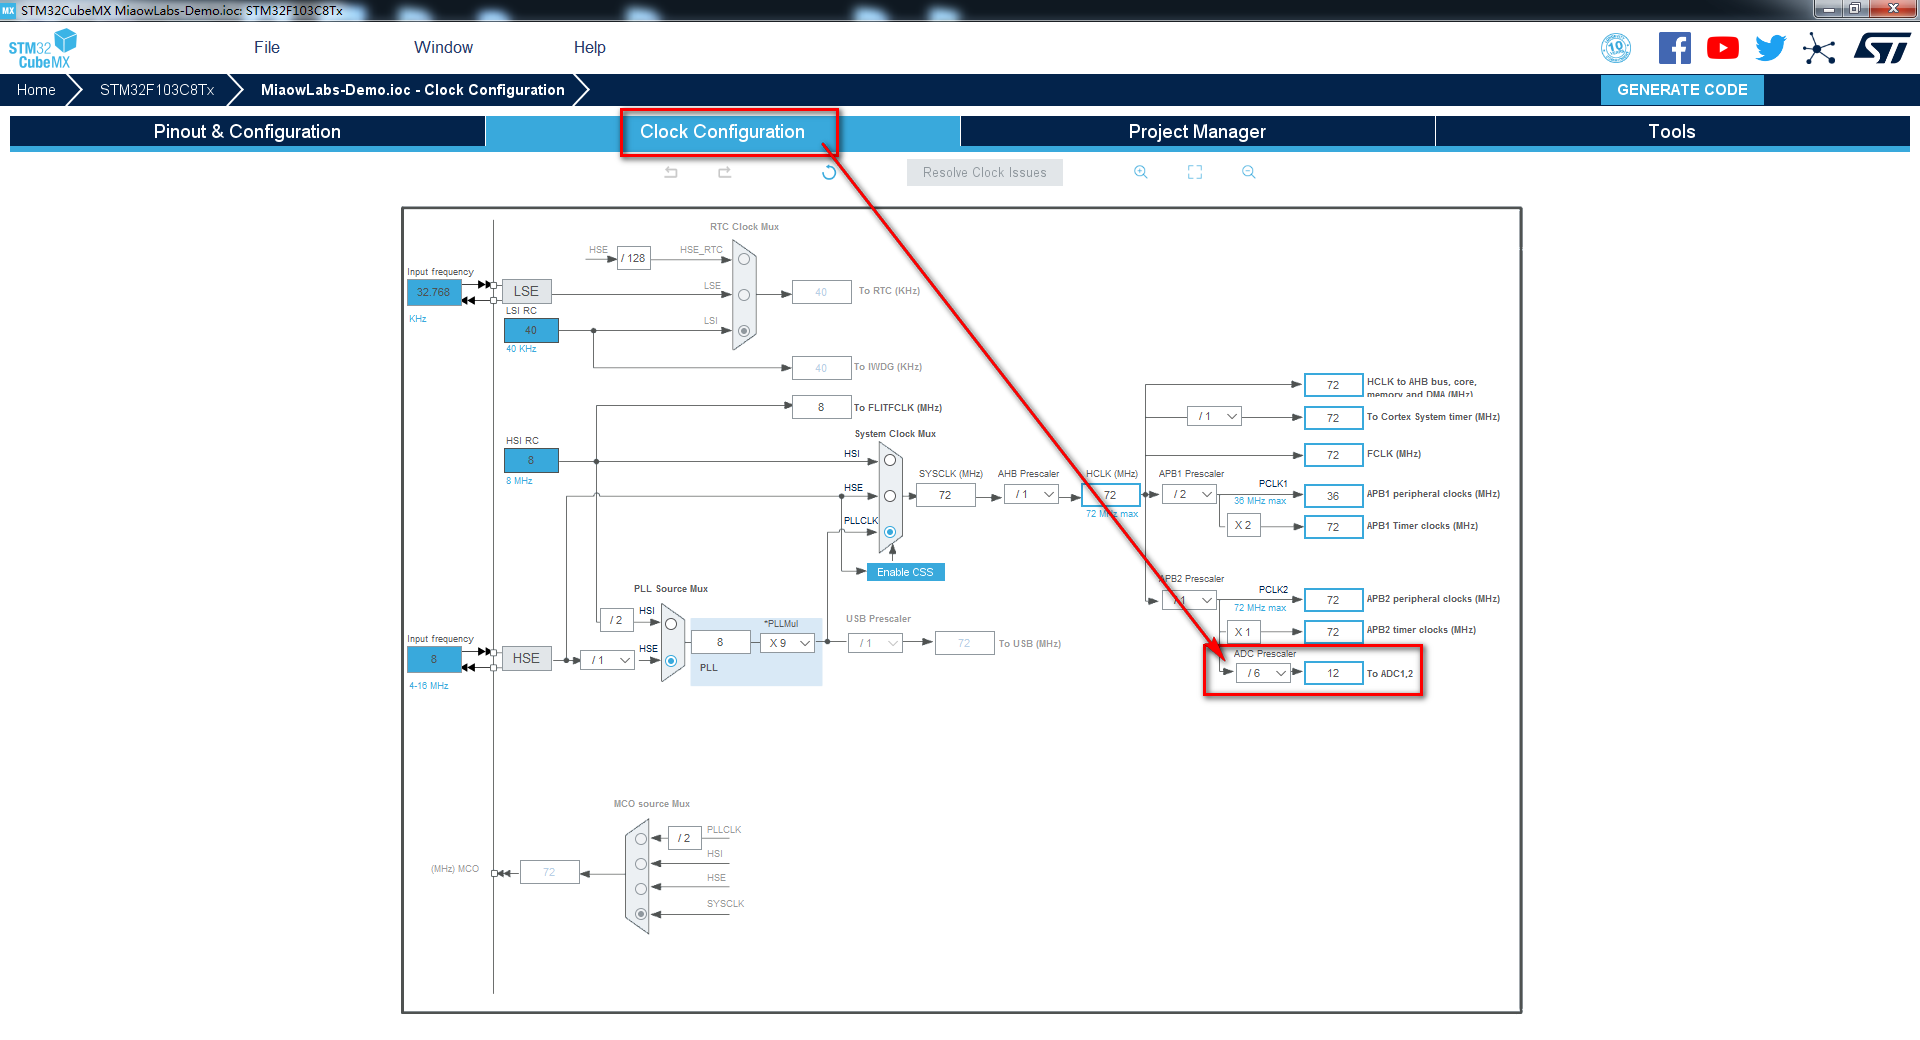 MX STM32CubeMX MiaowLabs-Demo.ioc: STM32F103C8Tx
STM32 CubeMX
File Window Help
10
Home STM32F103C8Tx MiaowLabs-Demo.ioc - Clock Configuration GENERATE CODE
Pinout & Configuration Clock Configuration Project Manager Tools
Resolve Clock Issues
RTC Clock Mux
HSE / 128 HSE_RTC
Input frequency
32.768 LSE LSE 40 To RTC (KHz)
KHz
LSI RC
40 LSI
40 KHz
40 To IWDG (KHz)
8 To FLITFCLK (MHz)
System Clock Mux
HSI RC
8 HSI
8 MHz
HSE
PLLCLK
Enable CSS
SYSCLK (MHz) AHB Prescaler HCLK (MHz) APB1 Prescaler
72 / 1 72 / 2
72 MHz max
72 HCLK to AHB bus, core,
memory and DMA (MHz)
/ 1 72 To Cortex System timer (MHz)
72 FCLK (MHz)
PCLK1
36 MHz max 36 APB1 peripheral clocks (MHz)
X 2 72 APB1 Timer clocks (MHz)
APB2 Prescaler
/ 1 PCLK2
72 MHz max 72 APB2 peripheral clocks (MHz)
X 1 72 APB2 timer clocks (MHz)
ADC Prescaler
/ 6 12 To ADC1,2
PLL Source Mux
/ 2 HSI
Input frequency
8 HSE / 1 HSE
4-16 MHz
*PLLMul
8 X 9
PLL
USB Prescaler
/ 1 72 To USB (MHz)
MCO source Mux
/ 2 PLLCLK
HSI
HSE
SYSCLK
(MHz) MCO 72